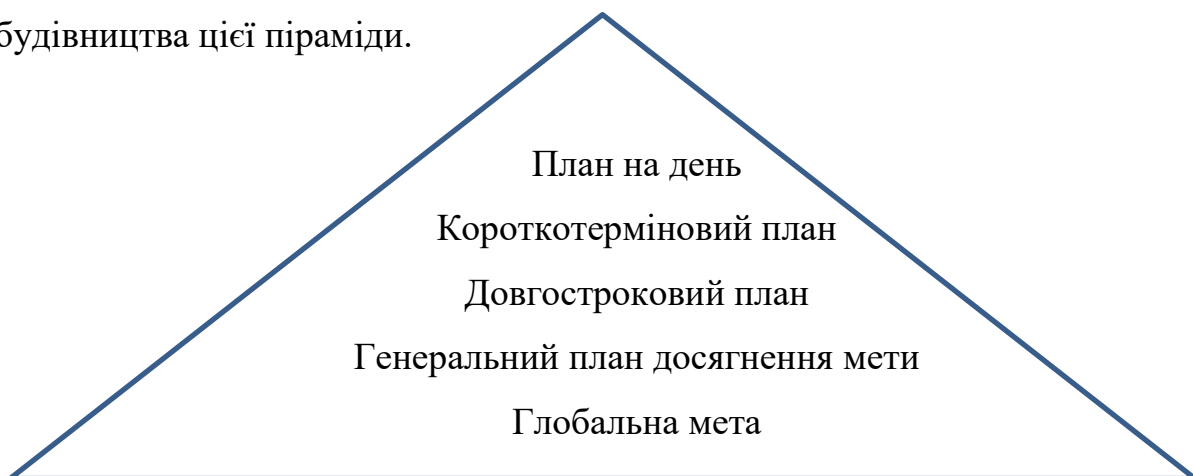 будівництва цієї піраміди.
План на день
Короткотерміновий план
Довгостроковий план
Генеральний план досягнення мети
Глобальна мета